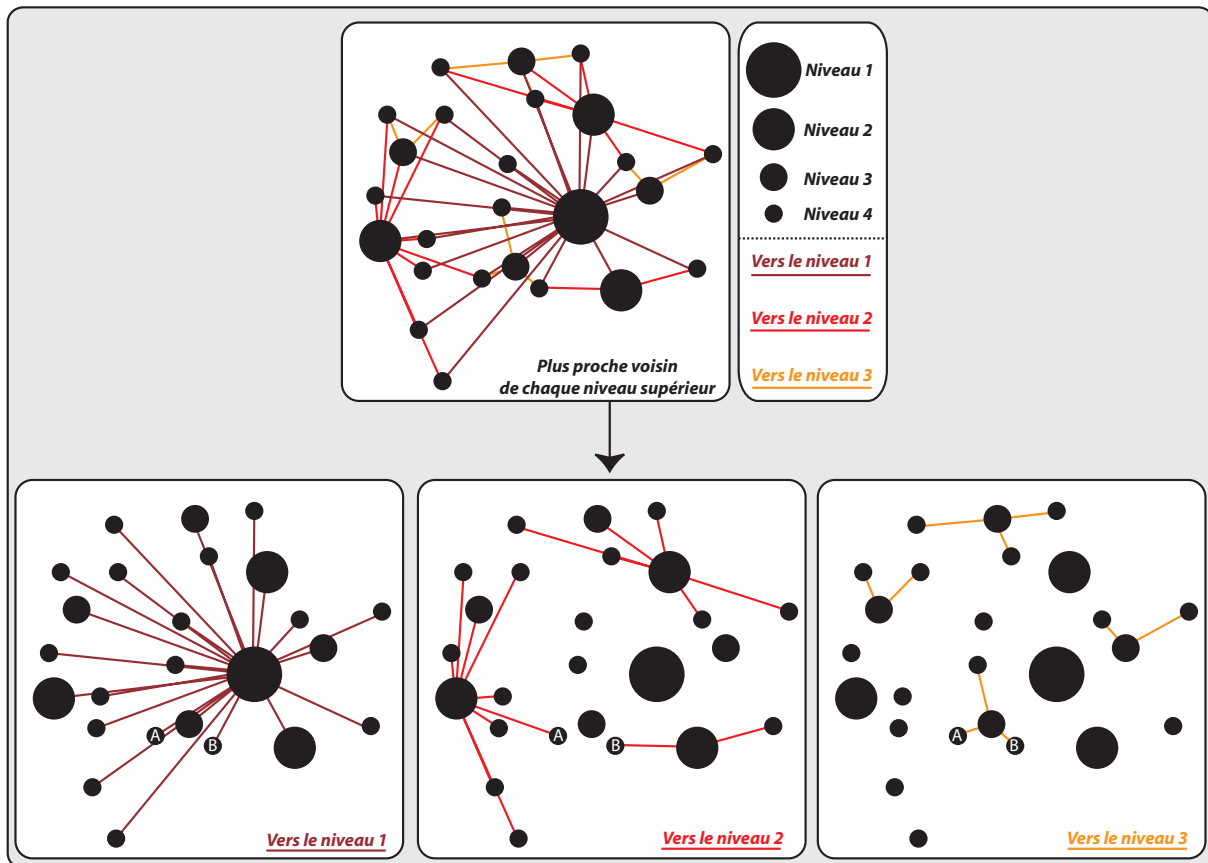 Niveau 1
Niveau 2
Niveau 3
Niveau 4
Vers le niveau 1
Vers le niveau 2
Vers le niveau 3
Plus proche voisin
de chaque niveau supérieur
A
B
Vers le niveau 1
A
B
Vers le niveau 2
A
B
Vers le niveau 3